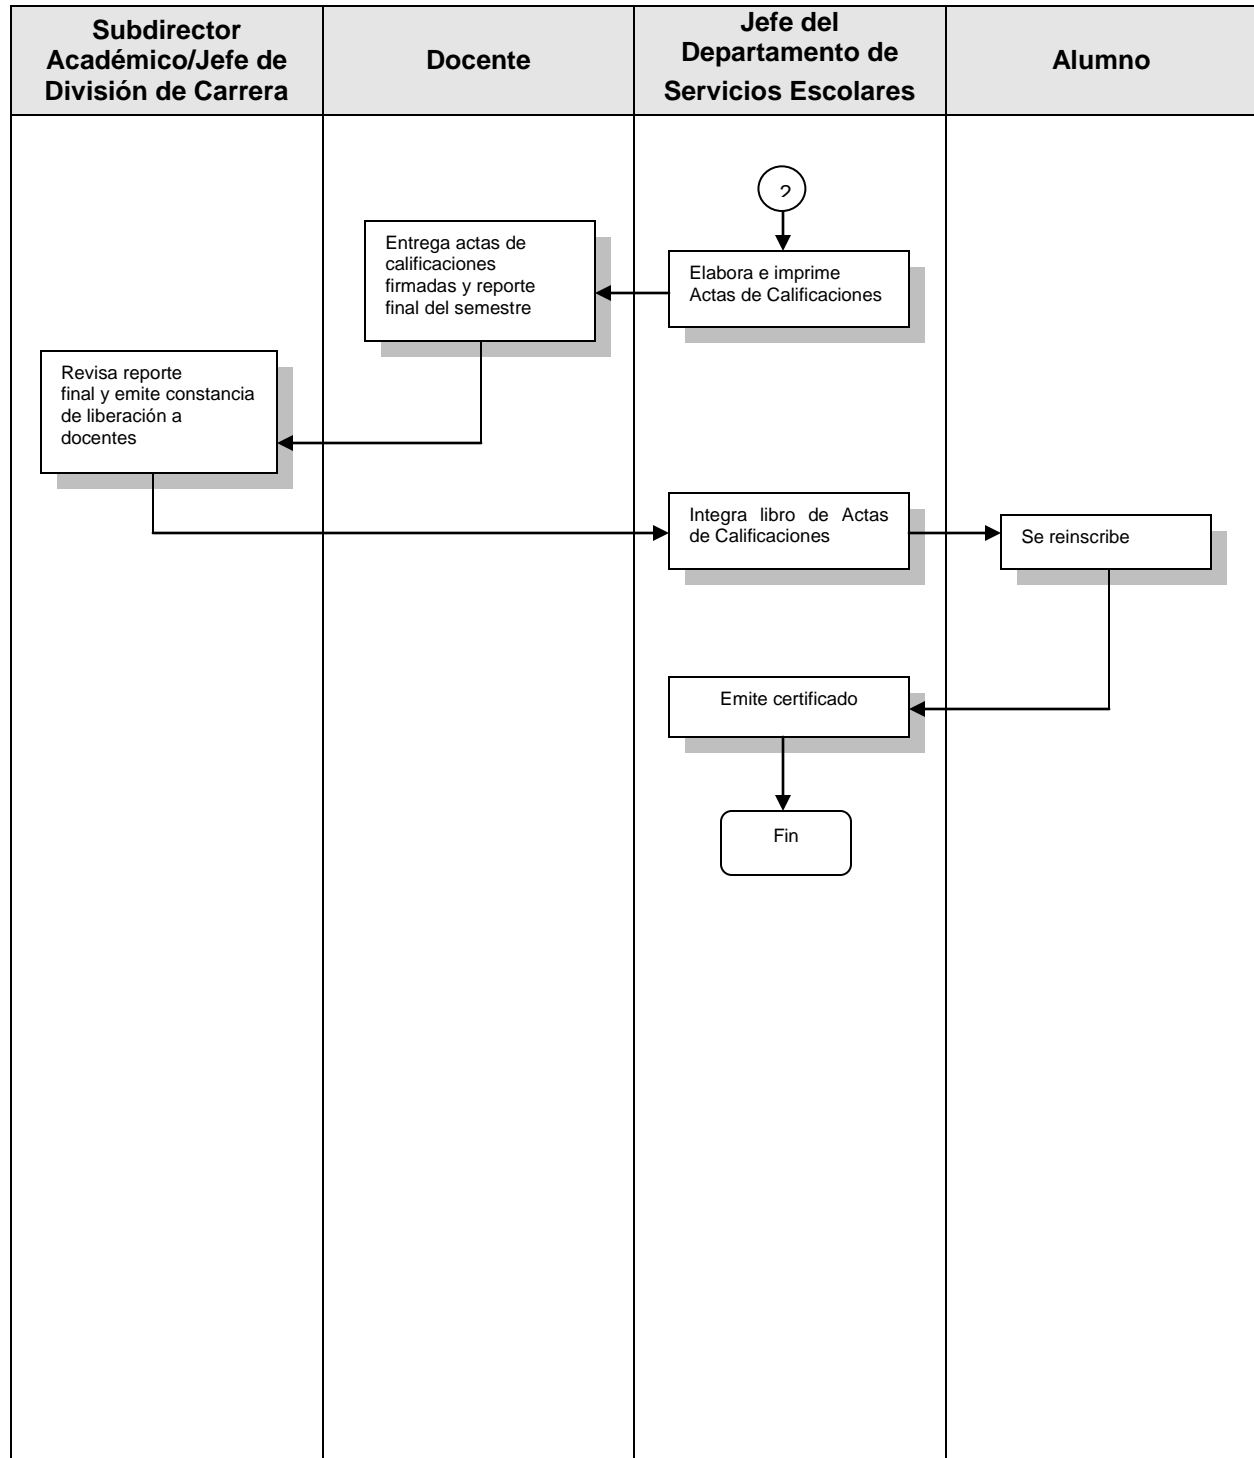 Subdirector
Académico/Jefe de
División de Carrera
Docente
Jefe del
Departamento de
Servicios Escolares
Alumno
2
Elabora e imprime
Actas de Calificaciones
Entrega actas de
calificaciones
firmadas y reporte
final del semestre
Revisa reporte
final y emite constancia
de liberación a
docentes
Integra libro de Actas
de Calificaciones
Se reinscribe
Emite certificado
Fin